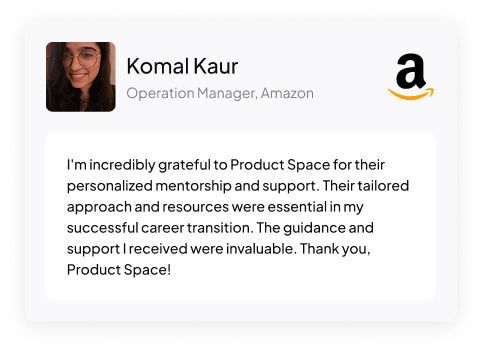 Komal Kaur
Operation Manager, Amazon
a
I'm incredibly grateful to Product Space for their
personalized mentorship and support. Their tailored
approach and resources were essential in my
successful career transition. The guidance and
support I received were invaluable. Thank you,
Product Space!